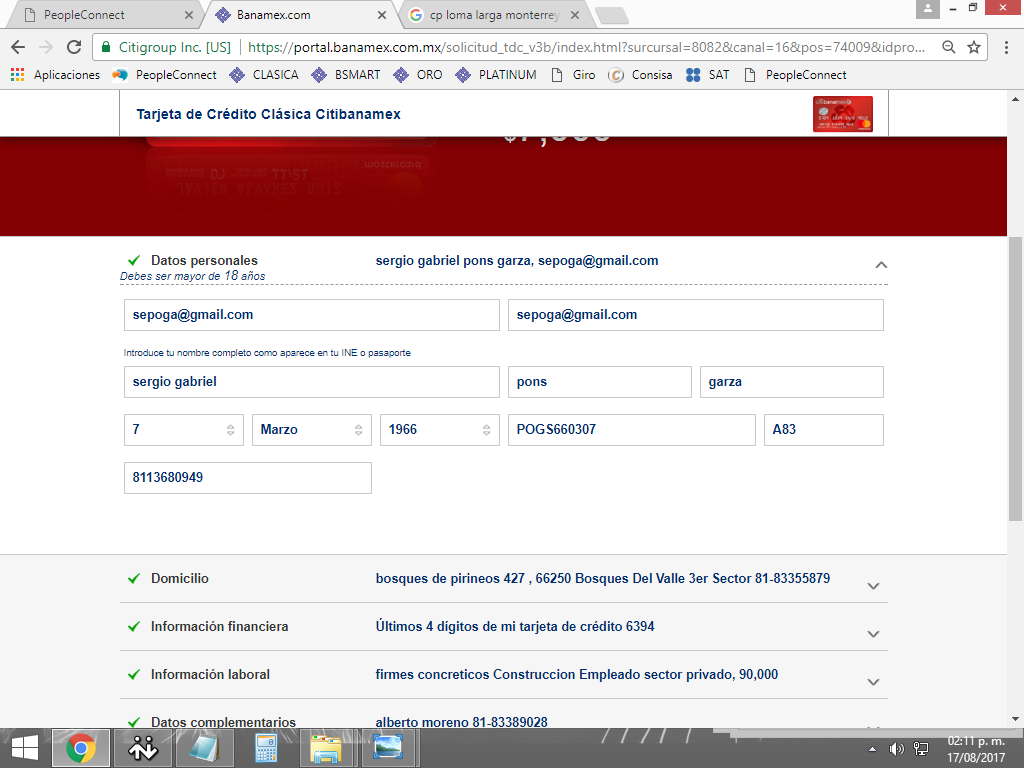 PeopleConnect
Banamex.com
cp loma larga monterrey
Citigroup Inc. [US] https://portal.banamex.com.mx/solicitud_tdc_v3b/index.html?surcursal=8082&canal=16&pos=74009&idpro...
Aplicaciones PeopleConnect CLASICA BSMART ORO PLATINUM Giro Consisa SAT PeopleConnect
Tarjeta de Crédito Clásica Citibanamex
Datos personales sergio gabriel pons garza, sepoga@gmail.com
Debes ser mayor de 18 años
sepoga@gmail.com sepoga@gmail.com
Introduce tu nombre completo como aparece en tu INE o pasaporte
sergio gabriel pons garza
7 Marzo 1966 POGS660307 A83
8113680949
Domicilio bosques de pirineos 427 , 66250 Bosques Del Valle 3er Sector 81-83355879
Información financiera Últimos 4 dígitos de mi tarjeta de crédito 6394
Información laboral firmes concreticos Construccion Empleado sector privado, 90,000
Datos complementarios alberto moreno 81-83389028
02:11 p. m.
17/08/2017